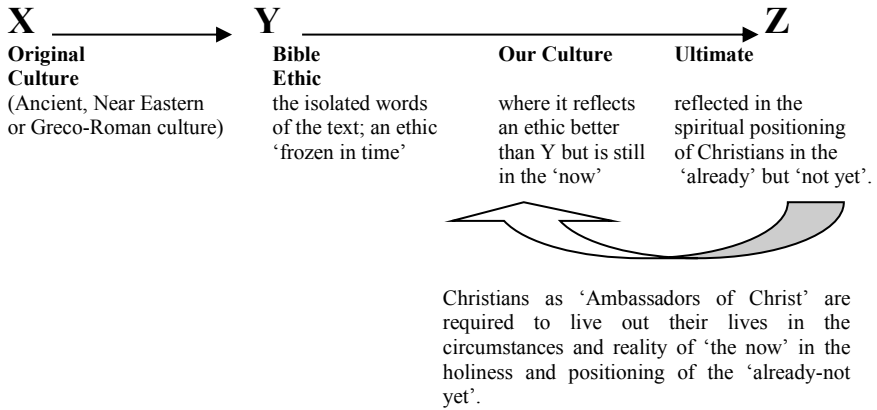 X Y Z
Original Bible Our Culture Ultimate
Culture Ethic
(Ancient, Near Eastern the isolated words where it reflects reflected in the
or Greco-Roman culture) of the text; an ethic an ethic better spiritual positioning
‘frozen in time’ than Y but is still of Christians in the
in the ‘now’ ‘already’ but ‘not yet’.
Christians as ‘Ambassadors of Christ’ are
required to live out their lives in the
circumstances and reality of ‘the now’ in the
holiness and positioning of the ‘already-not
yet’.